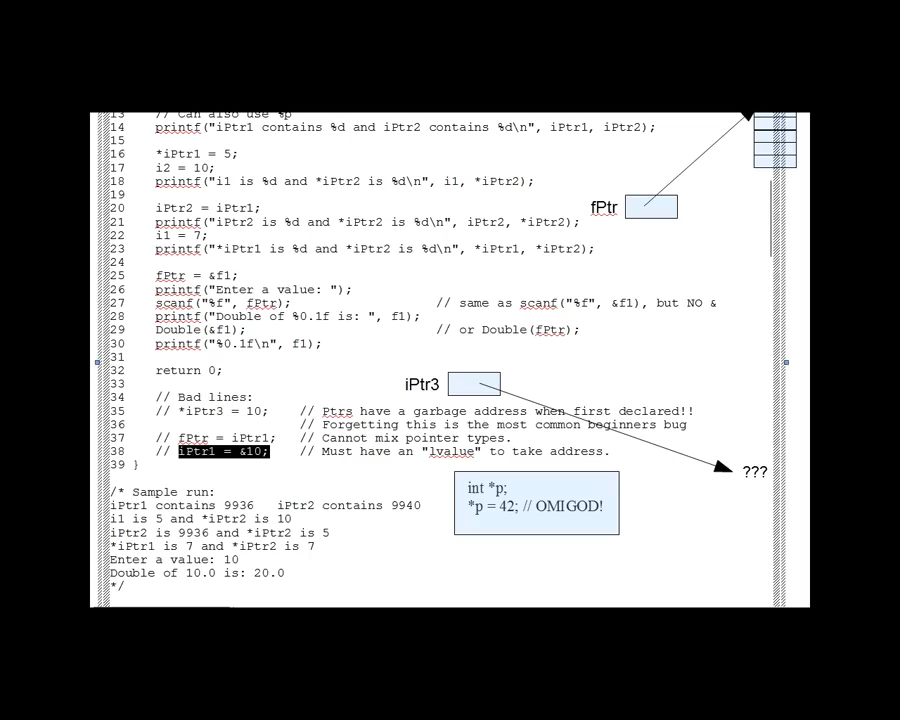 13    // Can also use %p
14    printf("iPtr1 contains %d and iPtr2 contains %d\n", iPtr1, iPtr2);
15
16    *iPtr1 = 5;
17    i2 = 10;
18    printf("i1 is %d and *iPtr2 is %d\n", i1, *iPtr2);
19
20    iPtr2 = iPtr1;
fPtr
21    printf("iPtr2 is %d and *iPtr2 is %d\n", iPtr2, *iPtr2);
22    i1 = 7;
23    printf("*iPtr1 is %d and *iPtr2 is %d\n", *iPtr1, *iPtr2);
24
25    fPtr = &f1;
26    printf("Enter a value: ");
27    scanf("%f", fPtr);    // same as scanf("%f", &f1), but NO &
28    printf("Double of %0.1f is: ", f1);
29    Double(&f1);    // or Double(fPtr);
30    printf("%0.1f\n", f1);
31
32    return 0;
33
iPtr3
34    // Bad lines:
35    // *iPtr3 = 10;    // Ptrs have a garbage address when first declared!!
36    // Forgetting this is the most common beginners bug
37    // fPtr = iPtr1;    // Cannot mix pointer types.
38    // iPtr1 = &10;    // Must have an "lvalue" to take address.
39 }
???
int *p;
*p = 42; // OMIGOD!
/* Sample run:
iPtr1 contains 9936   iPtr2 contains 9940
i1 is 5 and *iPtr2 is 10
iPtr2 is 9936 and *iPtr2 is 5
*iPtr1 is 7 and *iPtr2 is 7
Enter a value: 10
Double of 10.0 is: 20.0
*/